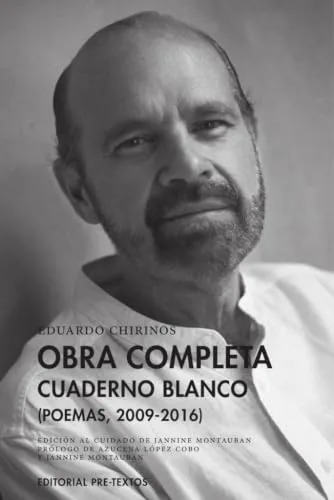 EDUARDO CHIRINOS
OBRA COMPLETA
CUADERNO BLANCO
(POEMAS, 2009-2016)
EDICIÓN AL CUIDADO DE JANNINE MONTAUBAN
PRÓLOGO DE AZUCENA LÓPEZ COBO
Y JANNINE MONTAUBAN
EDITORIAL PRE-TEXTOS